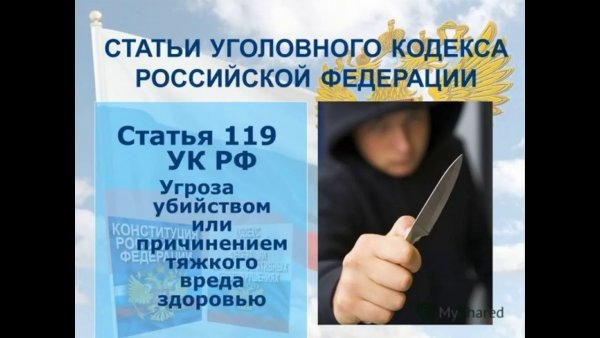 СТАТЬИ УГОЛОВНОГО КОДЕКСА
РОССИЙСКОЙ ФЕДЕРАЦИИ
Статья 119
УК РФ
Угроза
убийством
или
причинением
тяжкого
вреда
здоровью
КОНСТИТУЦИЯ
РОССИЙСКОЙ
ФЕДЕРАЦИИ
MyShared